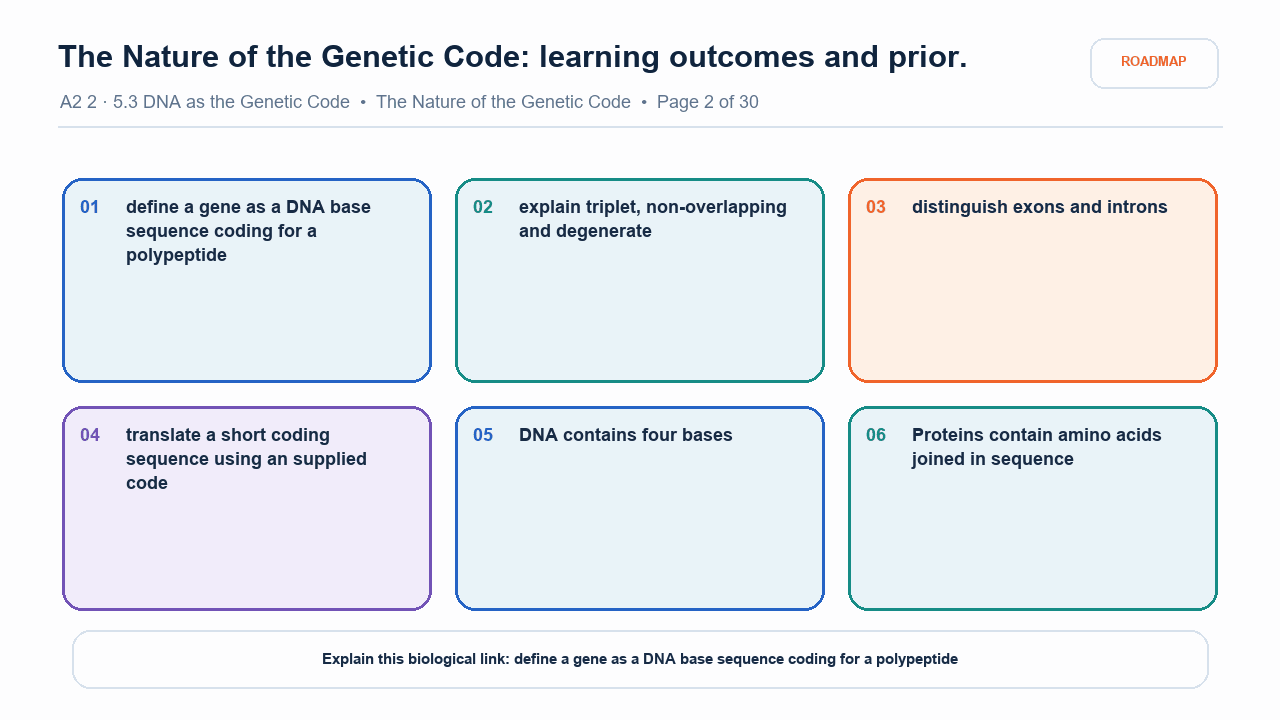 The Nature of the Genetic Code: learning outcomes and prior.
ROADMAP
A2 2 · 5.3 DNA as the Genetic Code • The Nature of the Genetic Code • Page 2 of 30
01 define a gene as a DNA base
sequence coding for a
polypeptide
02 explain triplet, non-overlapping
and degenerate
03 distinguish exons and introns
04 translate a short coding
sequence using an supplied
code
05 DNA contains four bases
06 Proteins contain amino acids
joined in sequence
Explain this biological link: define a gene as a DNA base sequence coding for a polypeptide